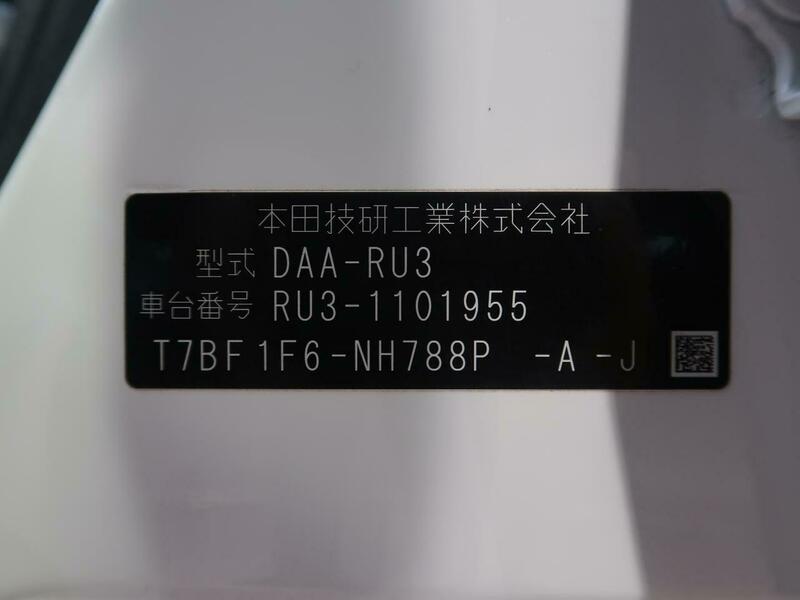 本田技研工業株式会社
型式 DAA-RU3
車台番号 RU3-1101955
T7BF1F6-NH788P -A-J